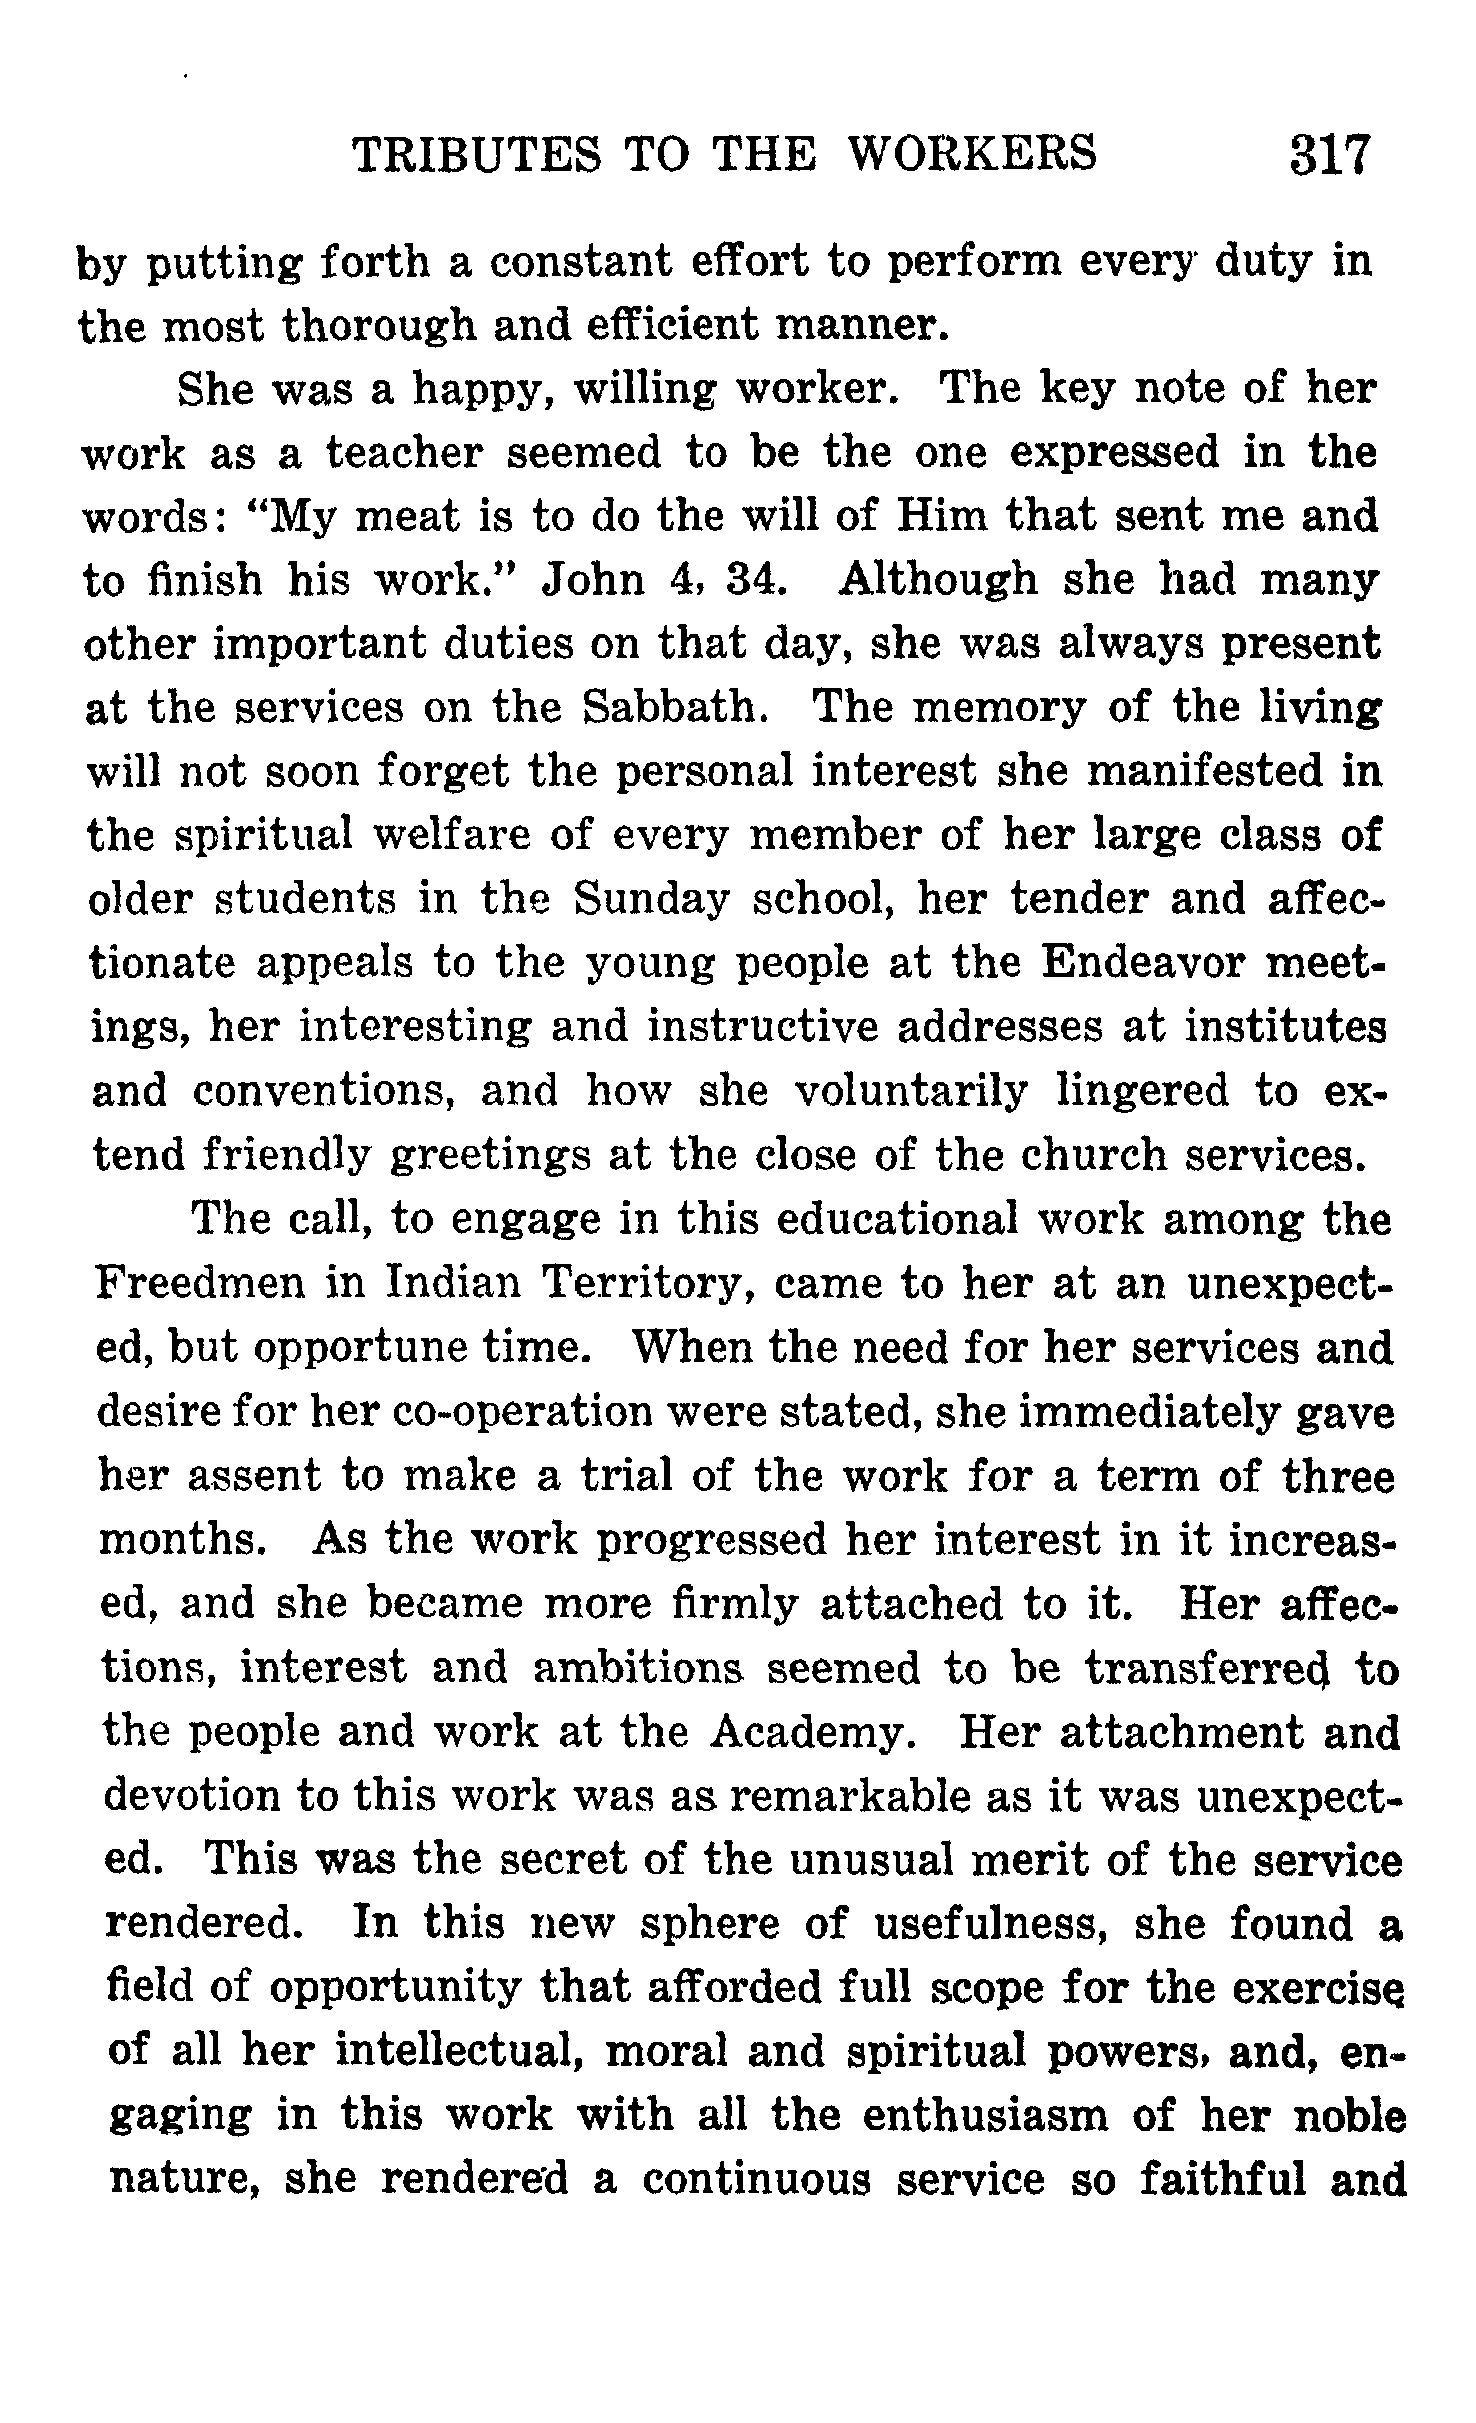 TRIBUTES TO THE WORKERS 317
by putting forth a constant effort to perform every duty in
the most thorough and efficient manner.
She was a happy, willing worker. The key note of her
work as a teacher seemed to be the one expressed in the
words: “My meat is to do the will of Him that sent me and
to finish his work.” John 4, 34. Although she had many
other important duties on that day, she was always present
at the services on the Sabbath. The memory of the living
will not soon forget the personal interest she manifested in
the spiritual welfare of every member of her large class of
older students in the Sunday school, her tender and affec-
tionate appeals to the young people at the Endeavor meet-
ings, her interesting and instructive addresses at institutes
and conventions, and how she voluntarily lingered to ex-
tend friendly greetings at the close of the church services.
The call, to engage in this educational work among the
Freedmen in Indian Territory, came to her at an unexpect-
ed, but opportune time. When the need for her services and
desire for her co-operation were stated, she immediately gave
her assent to make a trial of the work for a term of three
months. As the work progressed her interest in it increas-
ed, and she became more firmly attached to it. Her affec-
tions, interest and ambitions seemed to be transferred to
the people and work at the Academy. Her attachment and
devotion to this work was as remarkable as it was unexpect-
ed. This was the secret of the unusual merit of the service
rendered. In this new sphere of usefulness, she found a
field of opportunity that afforded full scope for the exercise
of all her intellectual, moral and spiritual powers, and, en-
gaging in this work with all the enthusiasm of her noble
nature, she rendered a continuous service so faithful and